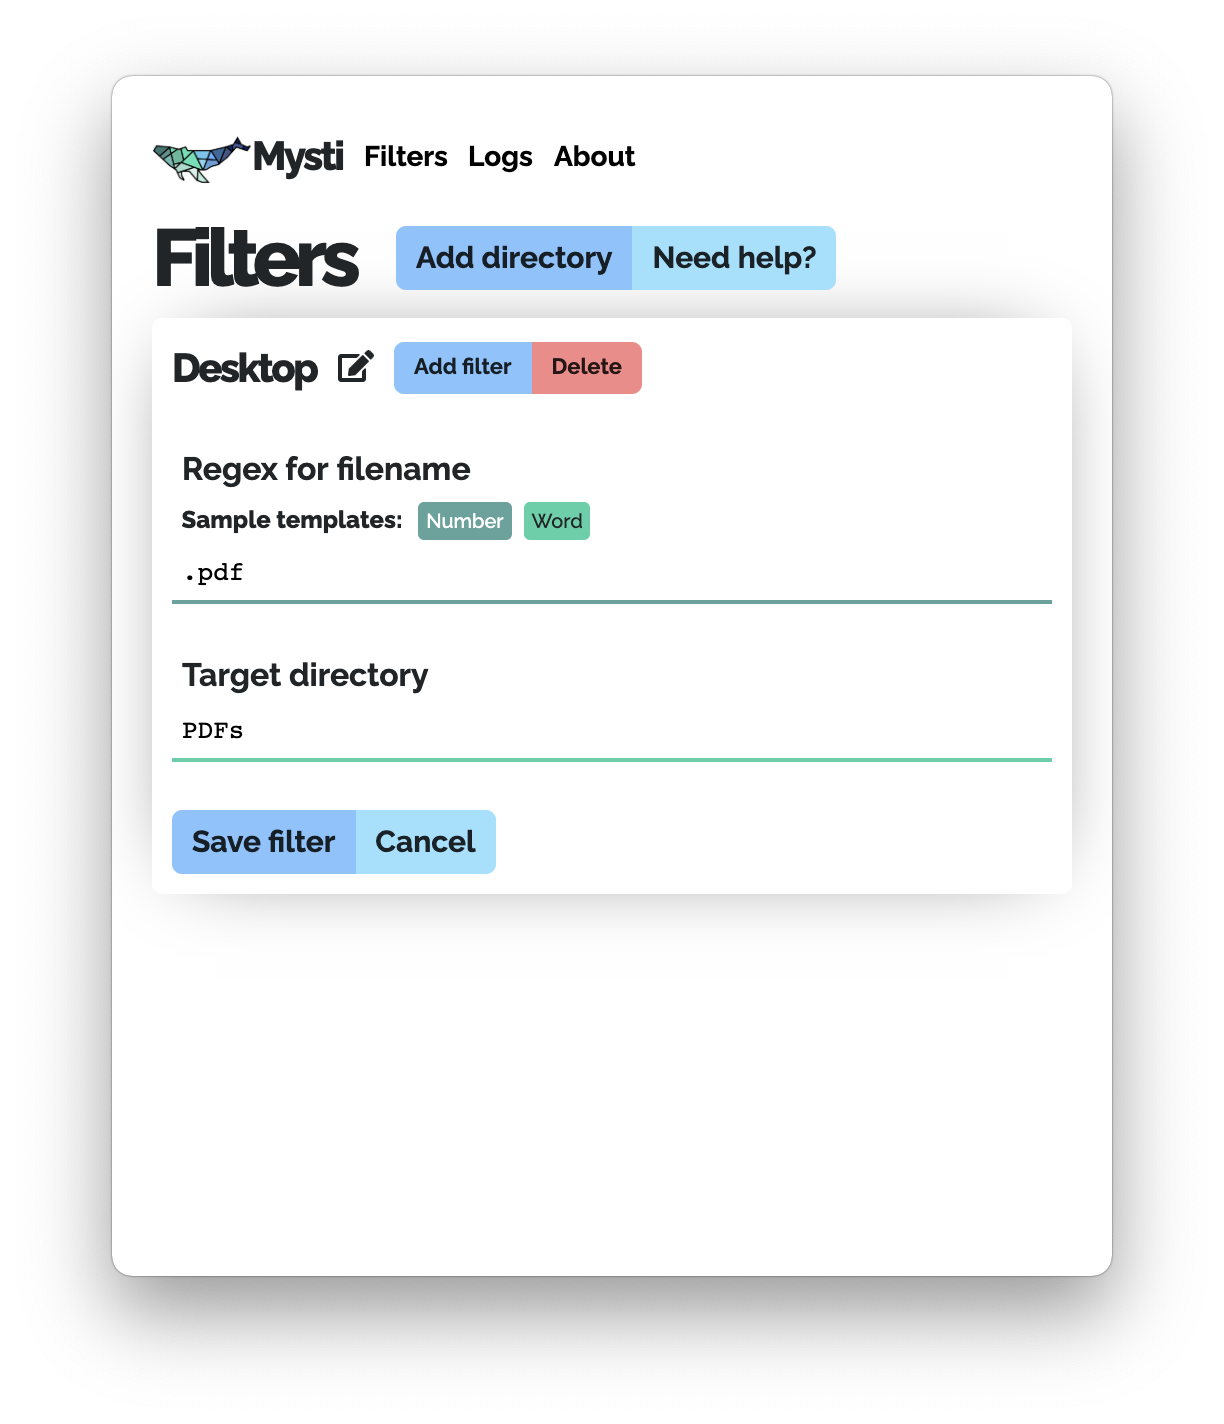 Mysti Filters Logs About
Filters Add directory Need help?
Desktop Add filter Delete
Regex for filename
Sample templates: Number Word
.pdf
Target directory
PDFs
Save filter Cancel